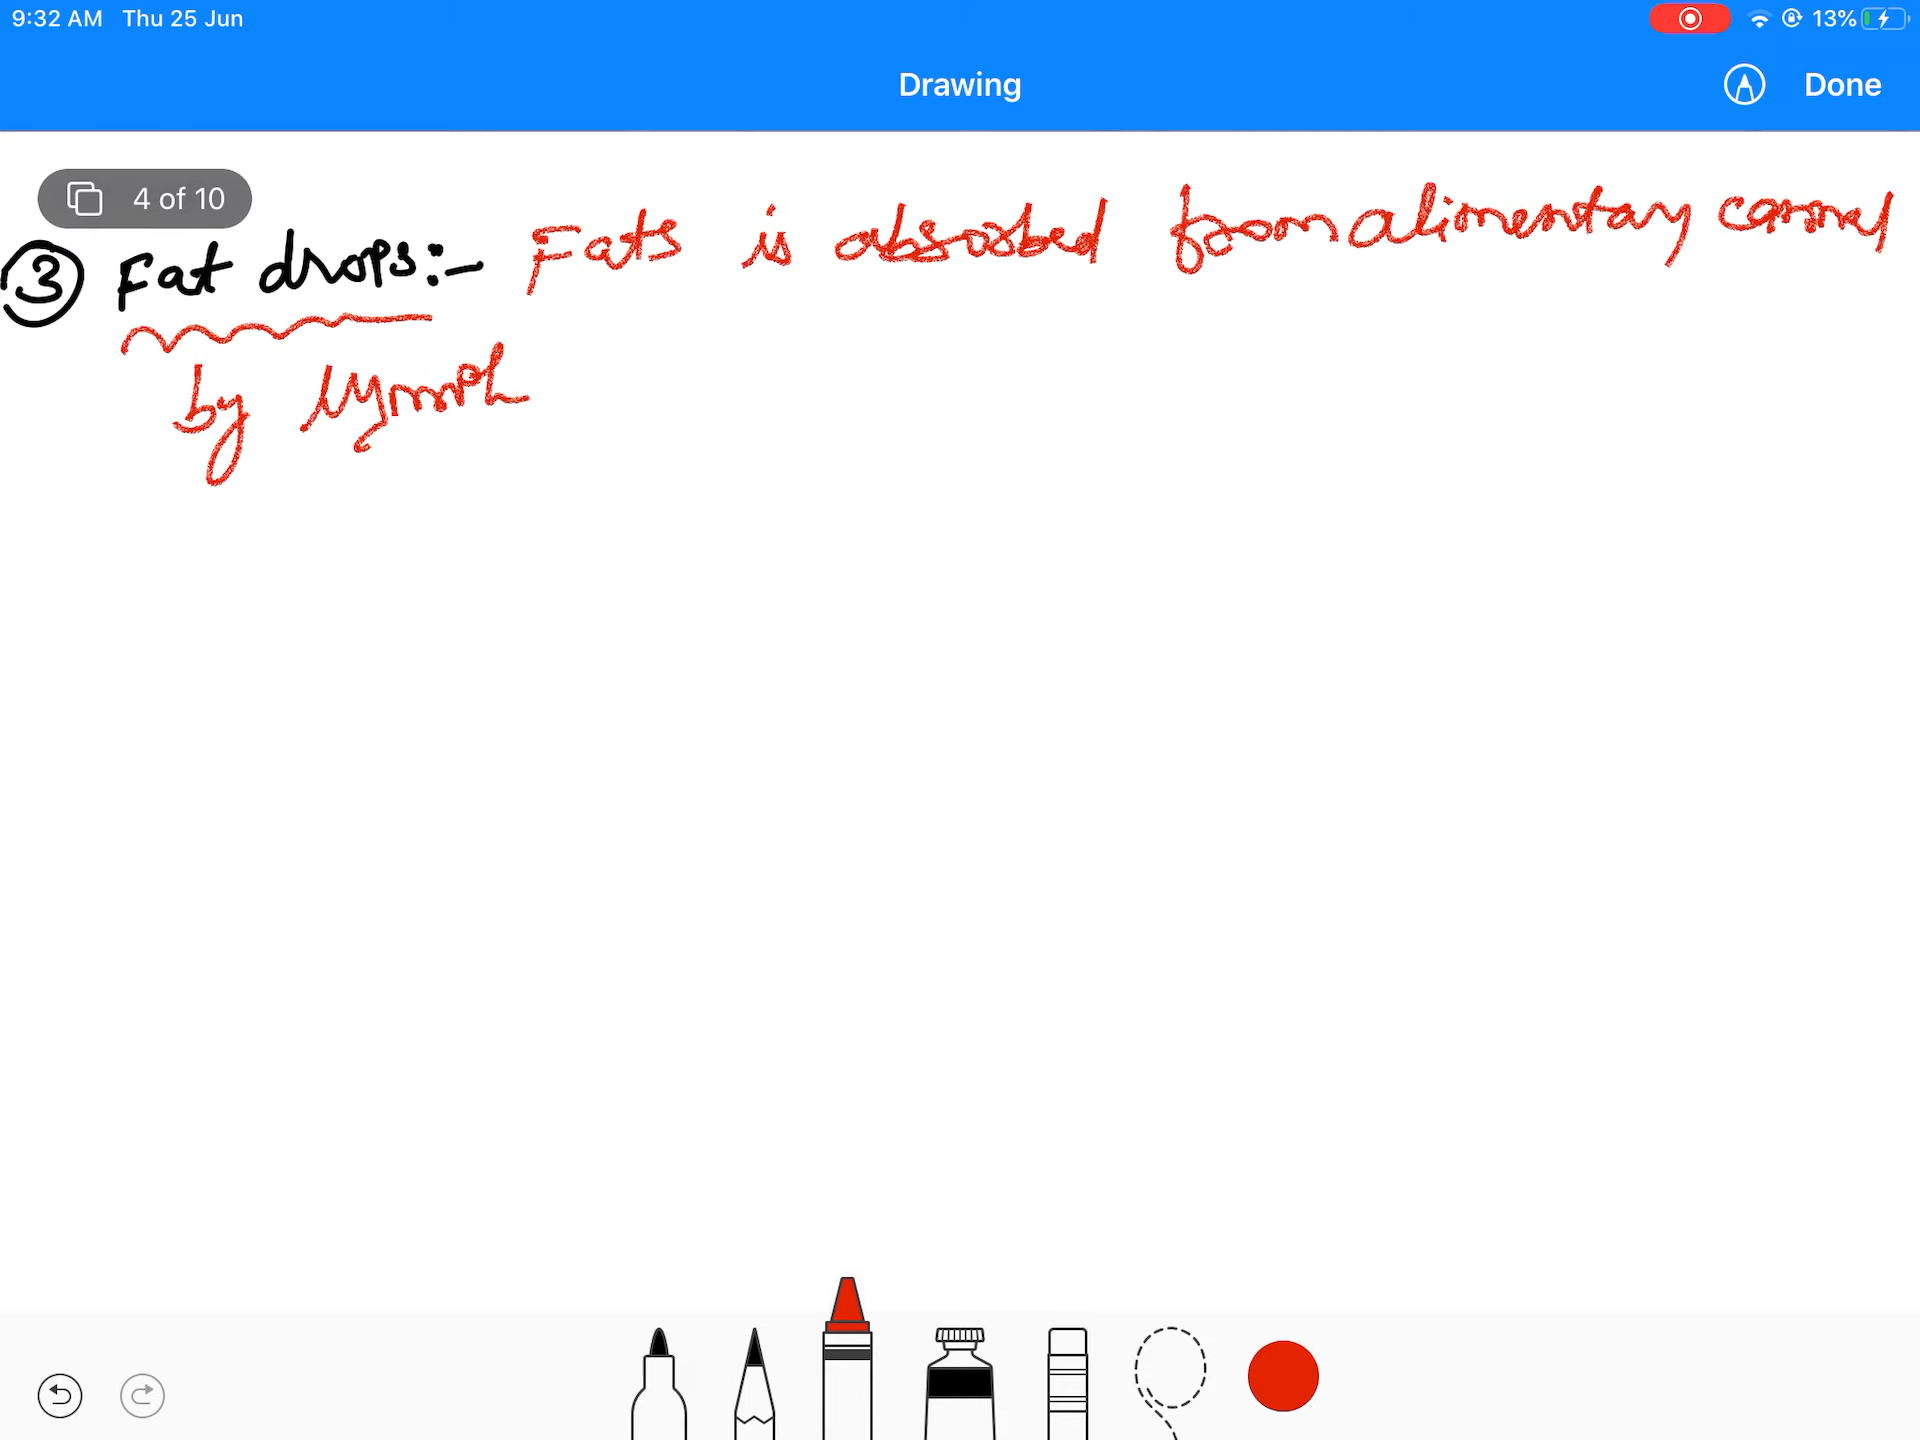 9:32 AM Thu 25 Jun 13%
Drawing Done
4 of 10
③ Fat drops:- Fats is absorbed from alimentary cannel
by lymph